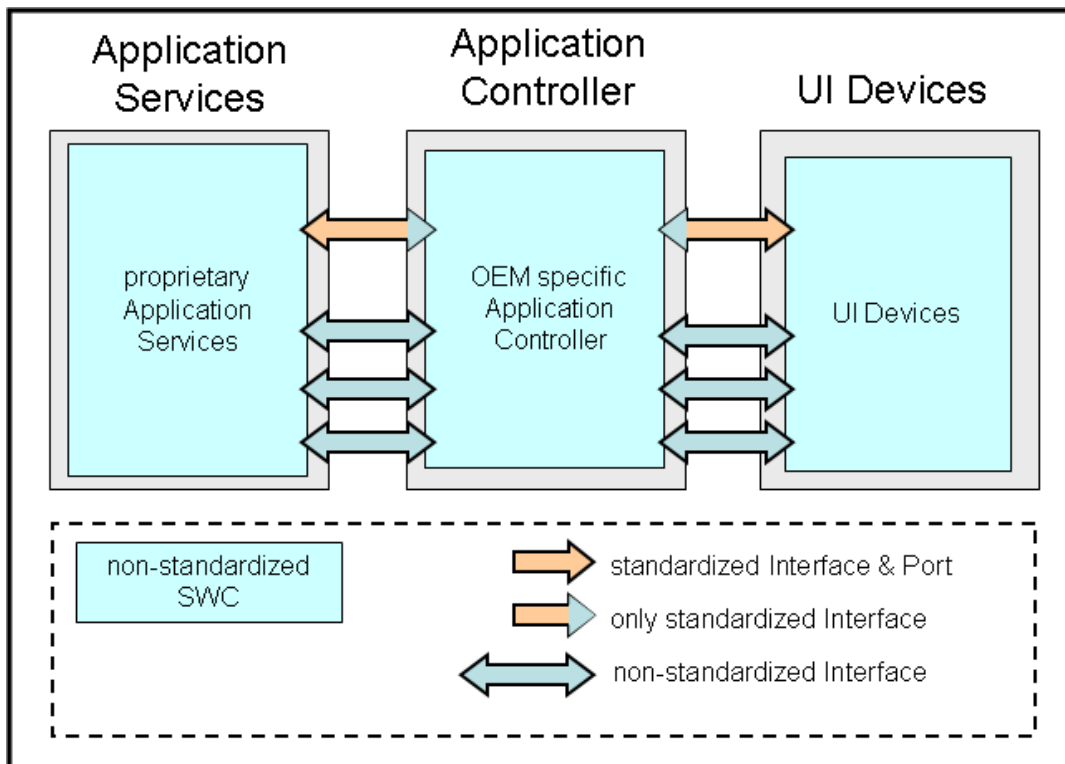 Application
Services
Application
Controller
UI Devices
proprietary
Application
Services
OEM specific
Application
Controller
UI Devices
non-standardized
SWC
standardized Interface & Port
only standardized Interface
non-standardized Interface